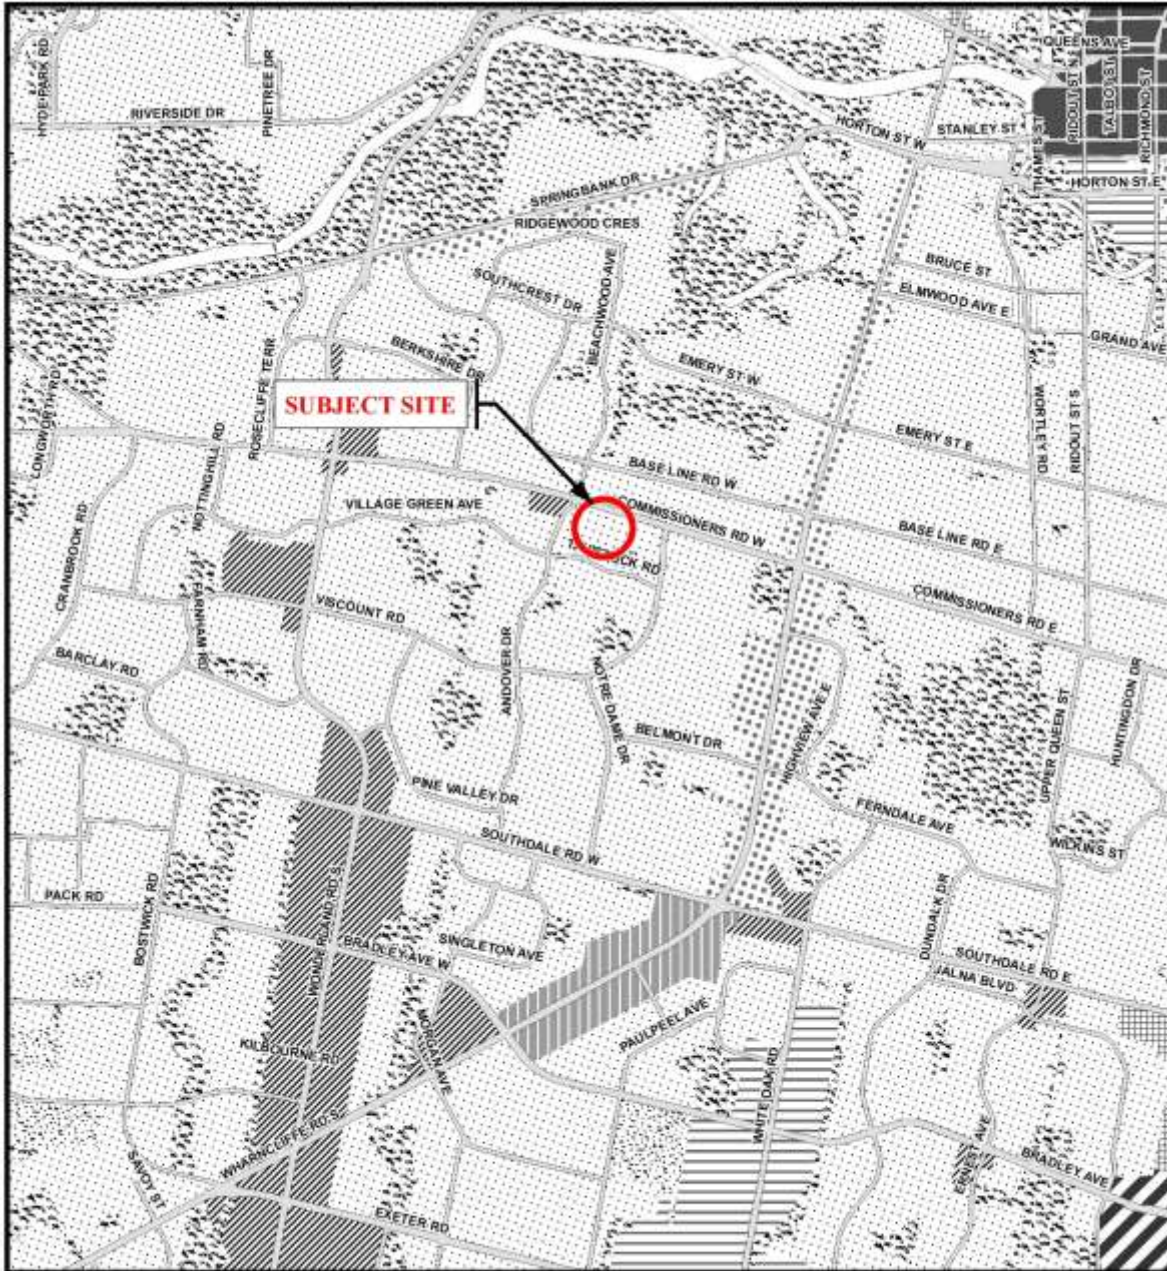 HYDE PARK RD
RIVERSIDE DR
PINETREE DR
QUEENS AVE
RIDOUT ST
TALBOT ST
RICHMOND ST
HORTON ST W
STANLEY ST
THAMES ST
HORTON ST E
SPRINGBANK DR
RIDGEWOOD CRES
BRUCE ST
ELMWOOD AVE E
GRAND AVE
SOUTHCREST DR
BEACHWOOD AVE
BERKSHIRE DR
EMERY ST W
ROSECLIFFE TERR
LONGWORTH RD
SUBJECT SITE
WORTLEY RD
RIDOUT ST S
EMERY ST E
NOTTINGHILL RD
BASE LINE RD W
VILLAGE GREEN AVE
COMMISSIONERS RD W
BASE LINE RD E
CRANBROOK RD
RD
FARNHAM RD
VISCOUNT RD
COMMISSIONERS RD E
BARCLAY RD
ANDOVER DR
NOTRE DAME DR
HIGHVIEW AVE E
UPPER QUEEN ST
HUNTINGDON DR
BELMONT DR
PINE VALLEY DR
FERNDALE AVE
SOUTHDALE RD W
WILKINS ST
PACK RD
BOSTWICK RD
WONDERLAND RD S
DUNDALK DR
BRADLEY AVE W
SINGLETON AVE
SOUTHDALE RD E
JALNA BLVD
PAULPEEL AVE
KILBOURNE RD
MORGAN AVE
WHITE OAK RD
WHARNCLIFFE RD S
ERNEST AVE
BRADLEY AVE
SAVOY ST
EXETER RD